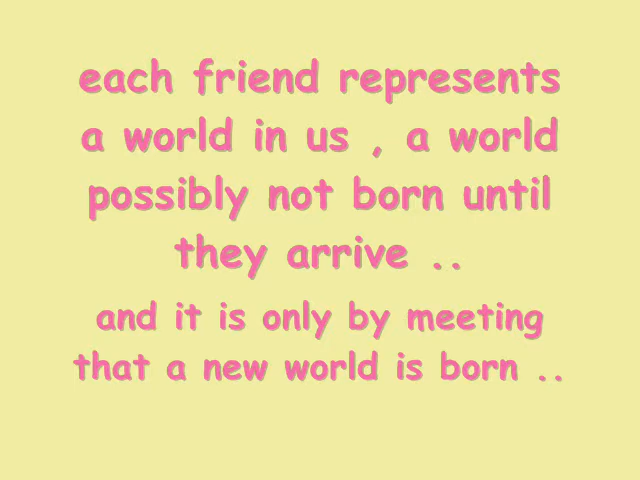 each friend represents
a world in us , a world
possibly not born until
they arrive ..
and it is only by meeting
that a new world is born ..